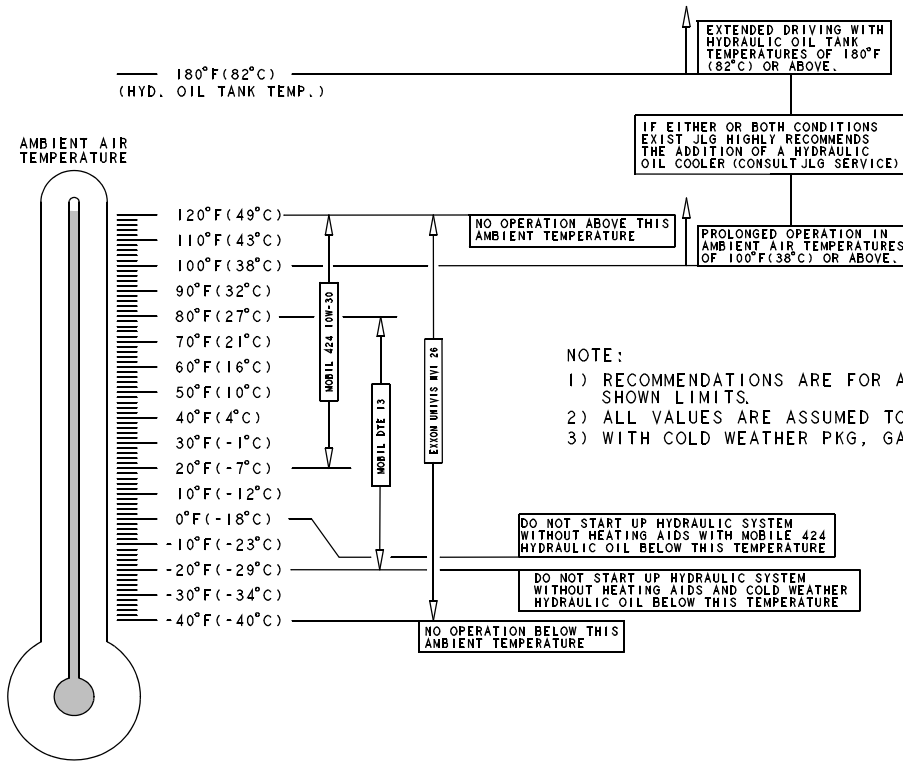 EXTENDED DRIVING WITH
HYDRAULIC OIL TANK
TEMPERATURES OF 180°F
(82°C) OR ABOVE.
180°F(82°C)
(HYD. OIL TANK TEMP.)
IF EITHER OR BOTH CONDITIONS
EXIST JLG HIGHLY RECOMMENDS
THE ADDITION OF A HYDRAULIC
OIL COOLER (CONSULT JLG SERVICE)
AMBIENT AIR
TEMPERATURE
120°F(49°C)
110°F(43°C)
100°F(38°C)
90°F(32°C)
80°F(27°C)
70°F(21°C)
60°F(16°C)
50°F(10°C)
40°F(4°C)
30°F(-1°C)
20°F(-7°C)
10°F(-12°C)
0°F(-18°C)
-10°F(-23°C)
-20°F(-29°C)
-30°F(-34°C)
-40°F(-40°C)
MOBIL 424 10W-30
MOBIL DTE 13
EXXON UNIVIS HVI 26
NO OPERATION ABOVE THIS
AMBIENT TEMPERATURE
PROLONGED OPERATION IN
AMBIENT AIR TEMPERATURES
OF 100°F(38°C) OR ABOVE.
NOTE:
1) RECOMMENDATIONS ARE FOR A
SHOWN LIMITS.
2) ALL VALUES ARE ASSUMED TO
3) WITH COLD WEATHER PKG, GA
DO NOT START UP HYDRAULIC SYSTEM
WITHOUT HEATING AIDS WITH MOBILE 424
HYDRAULIC OIL BELOW THIS TEMPERATURE
DO NOT START UP HYDRAULIC SYSTEM
WITHOUT HEATING AIDS AND COLD WEATHER
HYDRAULIC OIL BELOW THIS TEMPERATURE
NO OPERATION BELOW THIS
AMBIENT TEMPERATURE